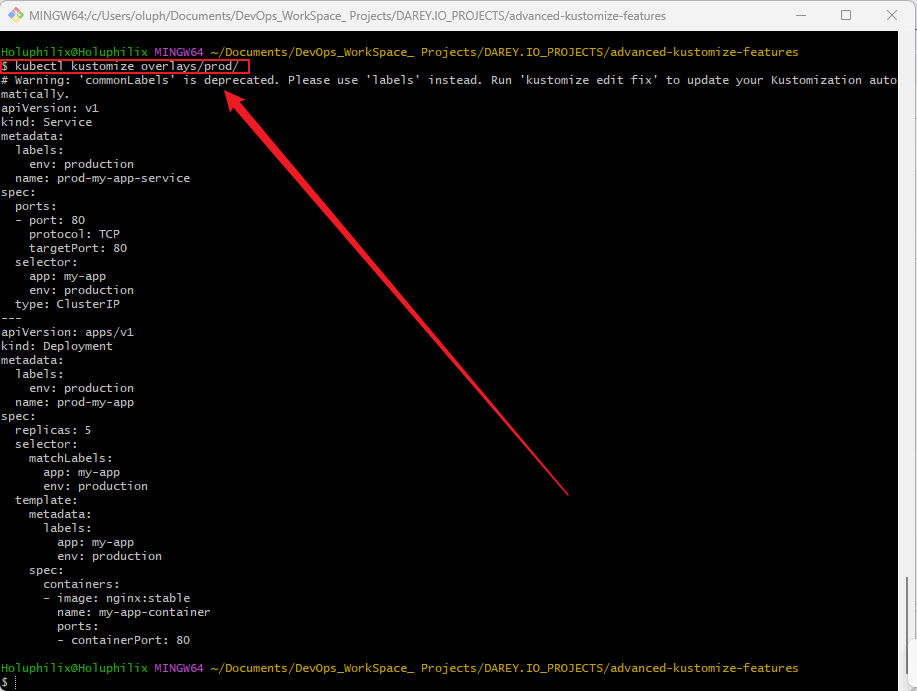 MINGW64:/c/Users/oluph/Documents/DevOps_WorkSpace_ Projects/DAREY.IO_PROJECTS/advanced-kustomize-features
Holuphilix@Holuphilix MINGW64 ~/Documents/DevOps_WorkSpace_ Projects/DAREY.IO_PROJECTS/advanced-kustomize-features
$ kubectl kustomize overlays/prod/
# Warning: 'commonLabels' is deprecated. Please use 'labels' instead. Run 'kustomize edit fix' to update your Kustomization auto
matically.
apiVersion: v1
kind: Service
metadata:
  labels:
    env: production
  name: prod-my-app-service
spec:
  ports:
  - port: 80
    protocol: TCP
    targetPort: 80
  selector:
    app: my-app
    env: production
  type: ClusterIP
---
apiVersion: apps/v1
kind: Deployment
metadata:
  labels:
    env: production
  name: prod-my-app
spec:
  replicas: 5
  selector:
    matchLabels:
      app: my-app
      env: production
  template:
    metadata:
      labels:
        app: my-app
        env: production
    spec:
      containers:
      - image: nginx:stable
        name: my-app-container
        ports:
        - containerPort: 80
Holuphilix@Holuphilix MINGW64 ~/Documents/DevOps_WorkSpace_ Projects/DAREY.IO_PROJECTS/advanced-kustomize-features
$